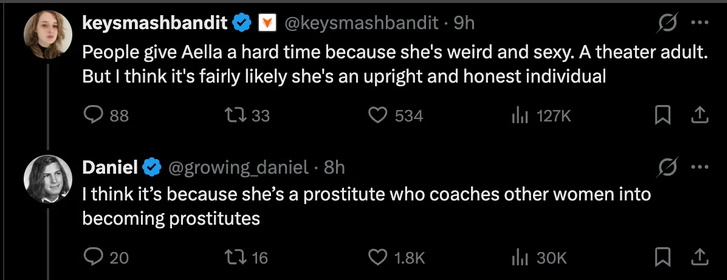 keysmashbandit @keysmashbandit · 9h
People give Aella a hard time because she's weird and sexy. A theater adult.
But I think it's fairly likely she's an upright and honest individual
88 33 534 127K
Daniel @growing_daniel · 8h
I think it’s because she’s a prostitute who coaches other women into
becoming prostitutes
20 16 1.8K 30K